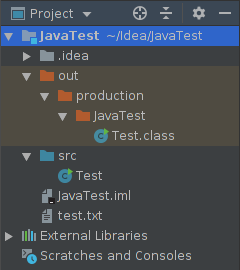 Project
JavaTest ~/Idea/JavaTest
.idea
out
production
JavaTest
Test.class
src
Test
JavaTest.iml
test.txt
External Libraries
Scratches and Consoles